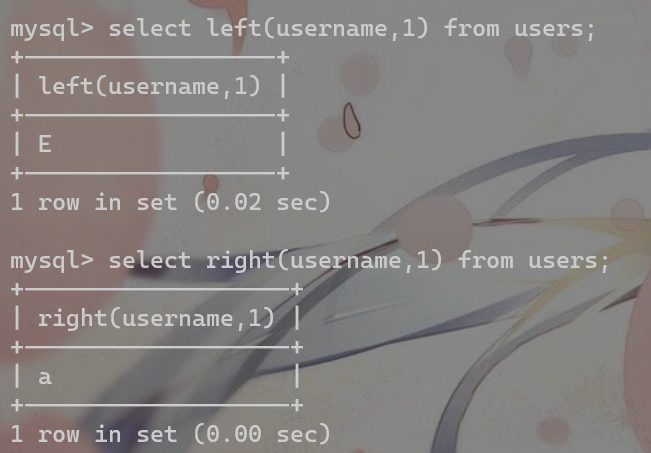 mysql> select left(username,1) from users;
+------------------+
| left(username,1) |
+------------------+
| E                |
+------------------+
1 row in set (0.02 sec)
mysql> select right(username,1) from users;
+-------------------+
| right(username,1) |
+-------------------+
| a                 |
+-------------------+
1 row in set (0.00 sec)